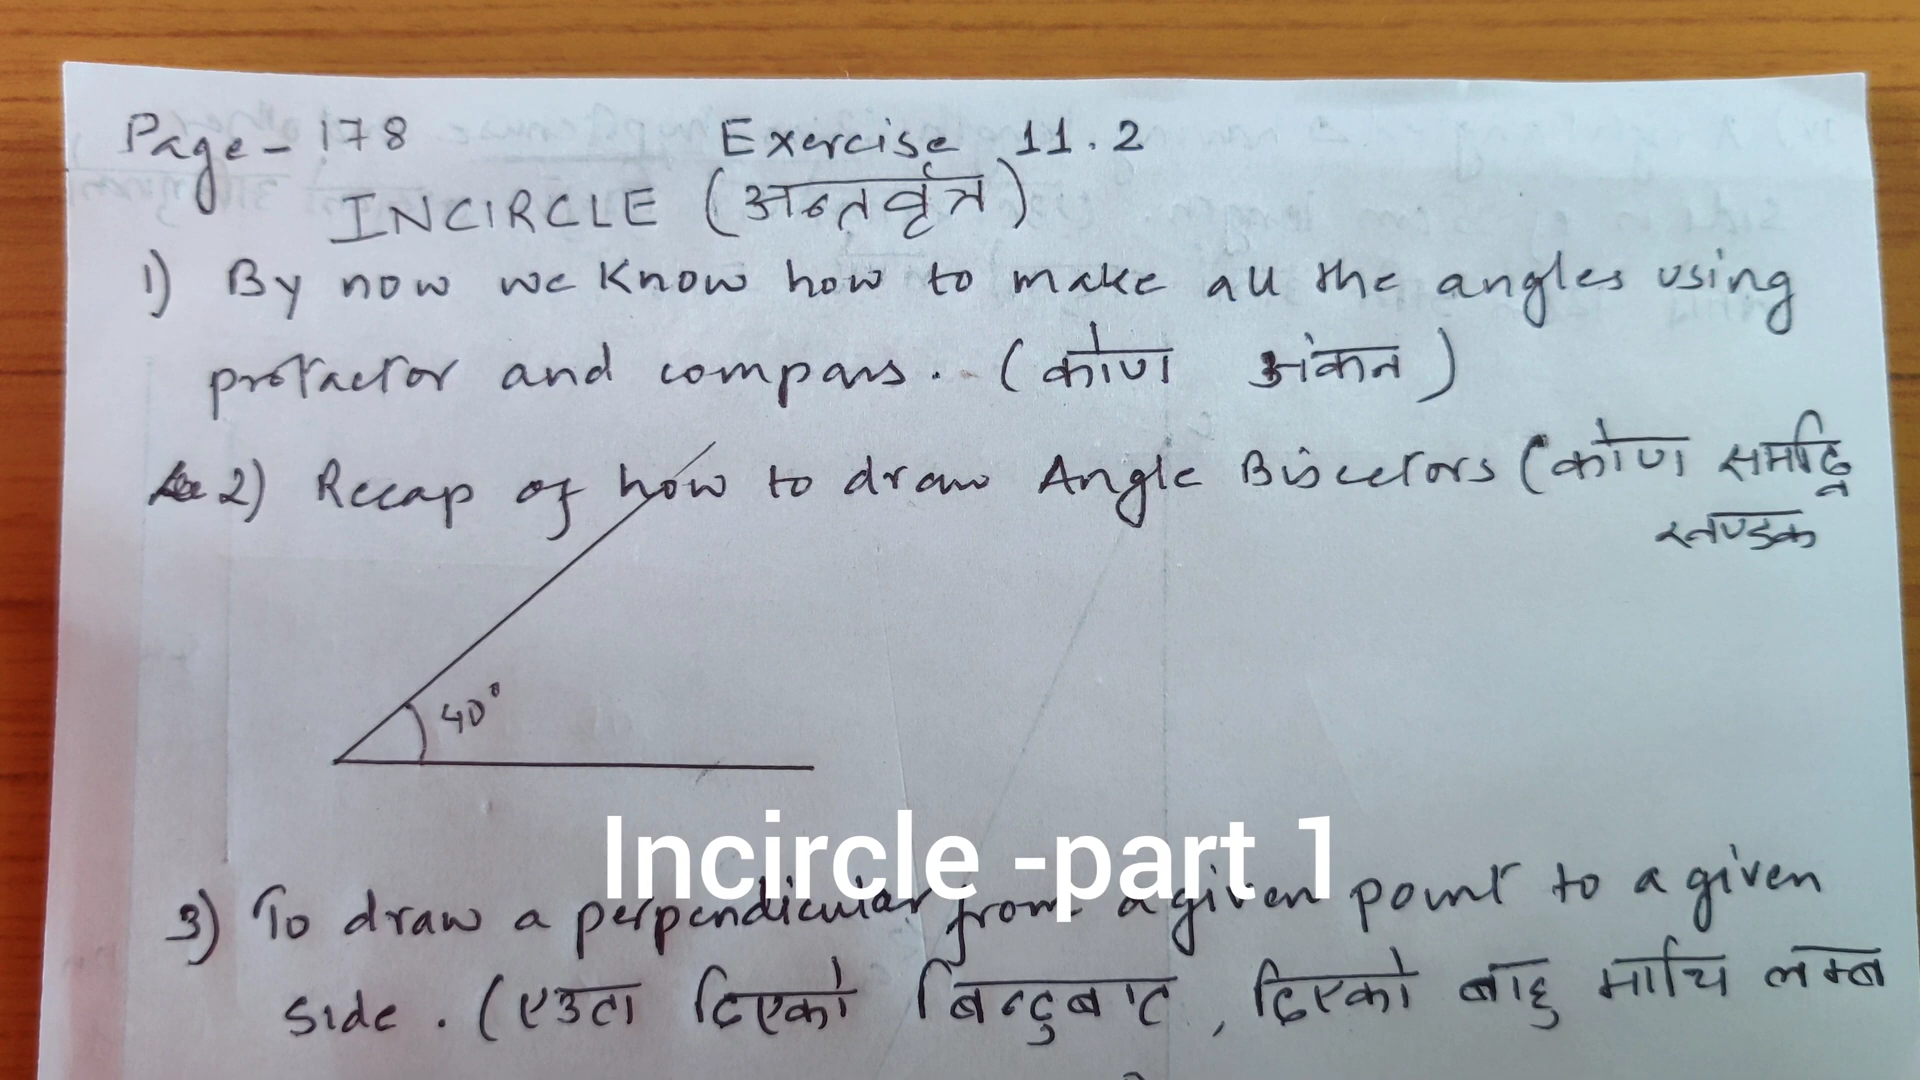 Page - 178 Exercise 11.2
INCIRCLE (अन्तर्वृत्र)
1) By now we know how to make all the angles using
protactor and compass. (कोण अंकन)
2) Recap of how to draw Angle Biscetors (कोण समद्वि
खण्डक
40°
Incircle -part 1
3) To draw a perpendicular from a given point to a given
side. (एउटा दिएको बिन्दुबाट, दिएको बाहु माथि लम्ब